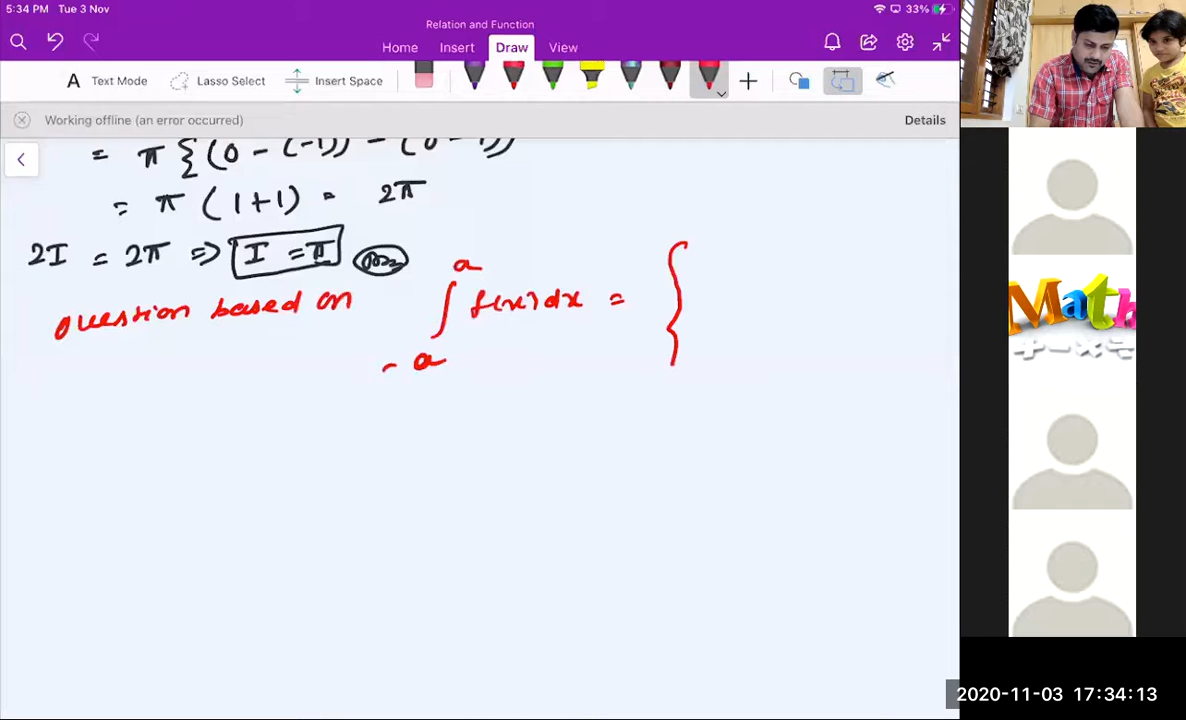 5:34 PM Tue 3 Nov
Relation and Function
33%
Home Insert Draw View
A Text Mode Lasso Select Insert Space
Working offline (an error occurred) Details
= π {(0 - (-1)) - (0 - 1)}
= π (1+1) = 2π
2I = 2π => I = π
question based on ∫ f(x) dx = {
a
- a
Math
2020-11-03 17:34:13